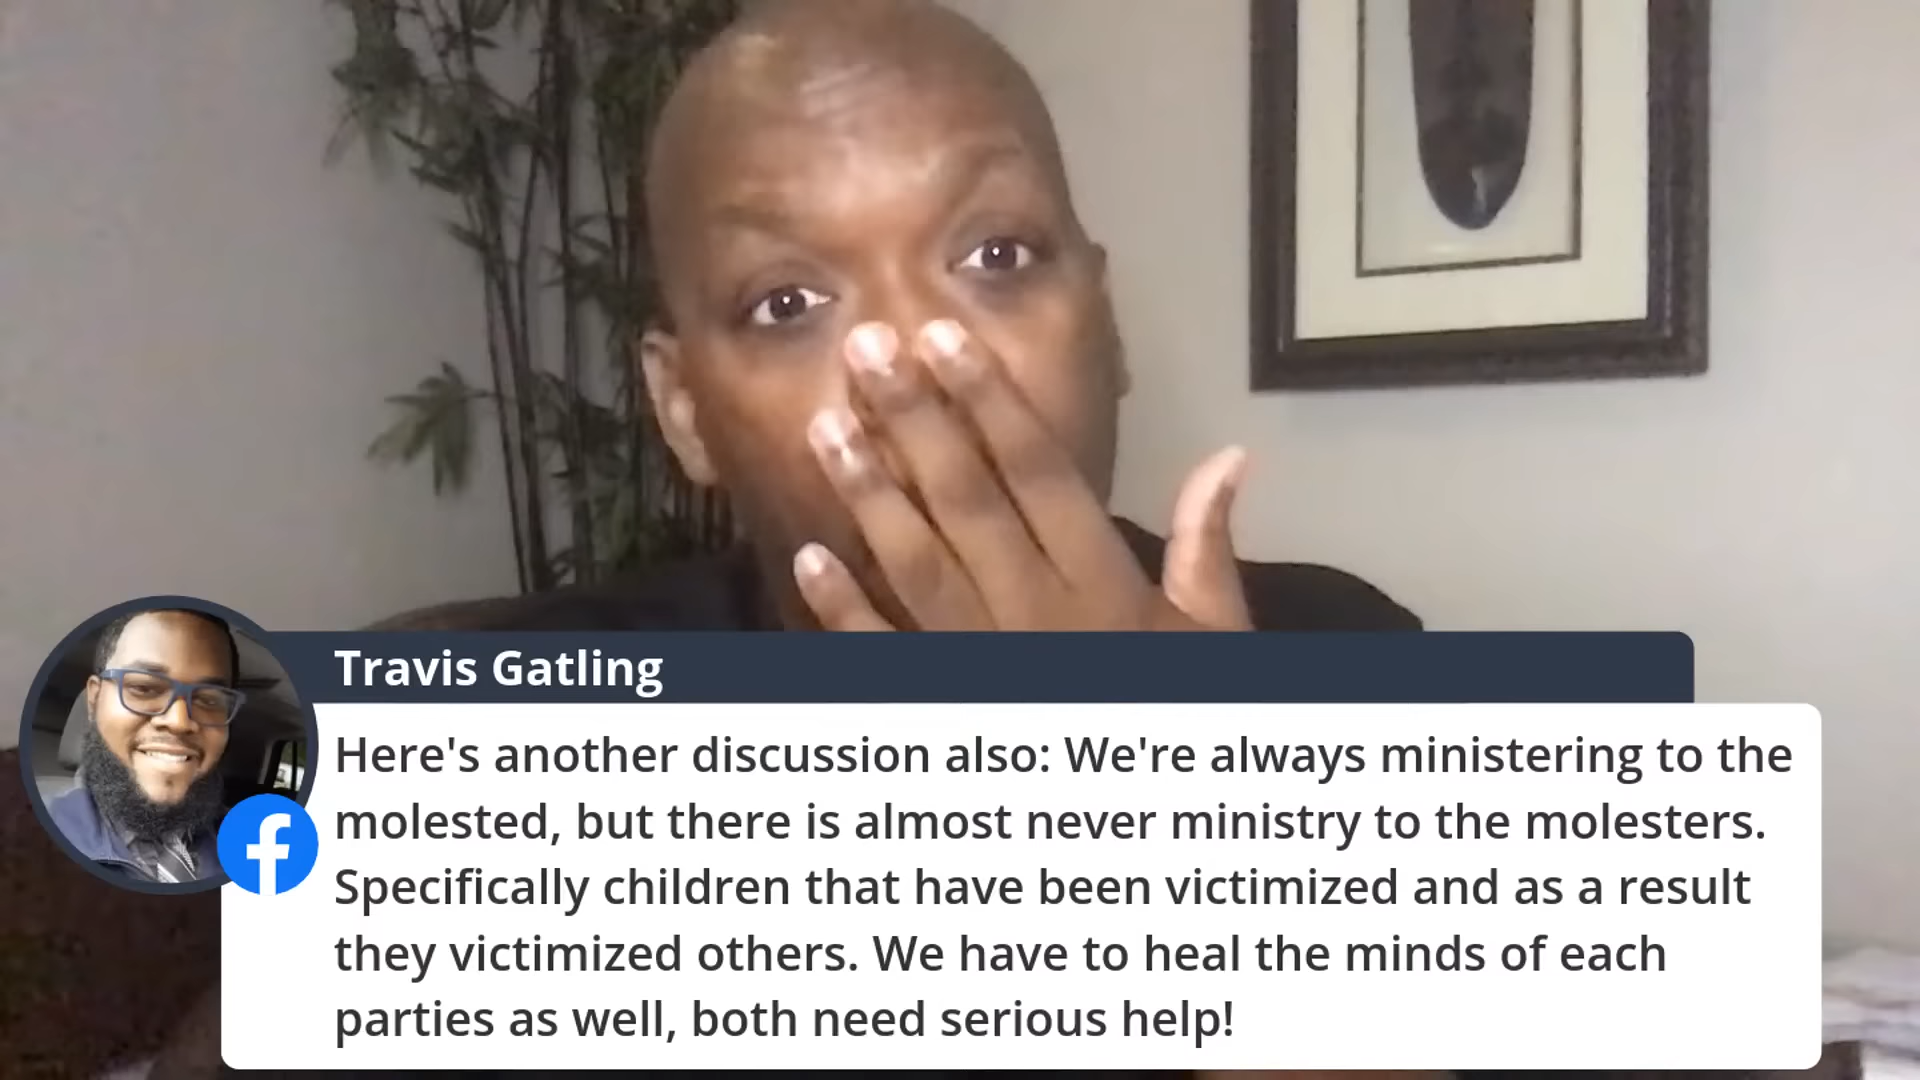 Travis Gatling
Here's another discussion also: We're always ministering to the
molested, but there is almost never ministry to the molesters.
Specifically children that have been victimized and as a result
they victimized others. We have to heal the minds of each
parties as well, both need serious help!